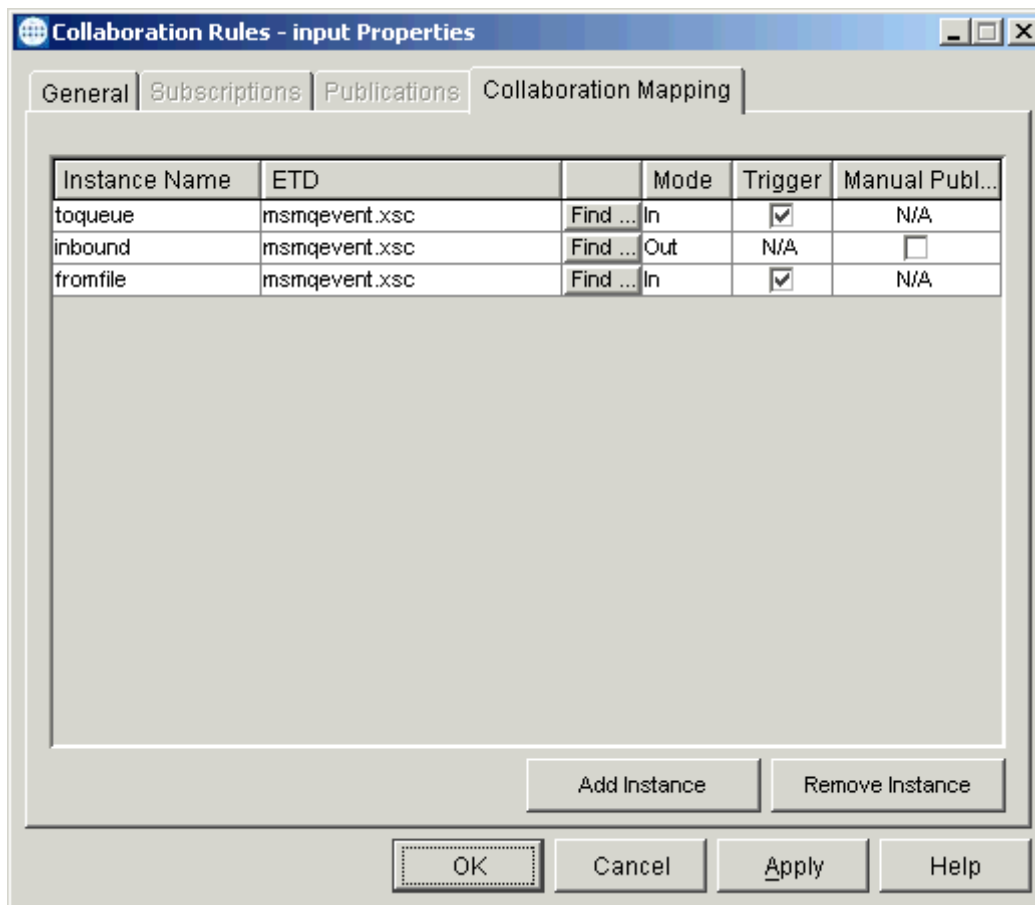 Collaboration Rules - input Properties
General Subscriptions Publications Collaboration Mapping
Instance Name ETD Mode Trigger Manual Publ...
toqueue msmqevent.xsc Find ... In N/A
inbound msmqevent.xsc Find ... Out N/A
fromfile msmqevent.xsc Find ... In N/A
Add Instance Remove Instance
OK Cancel Apply Help